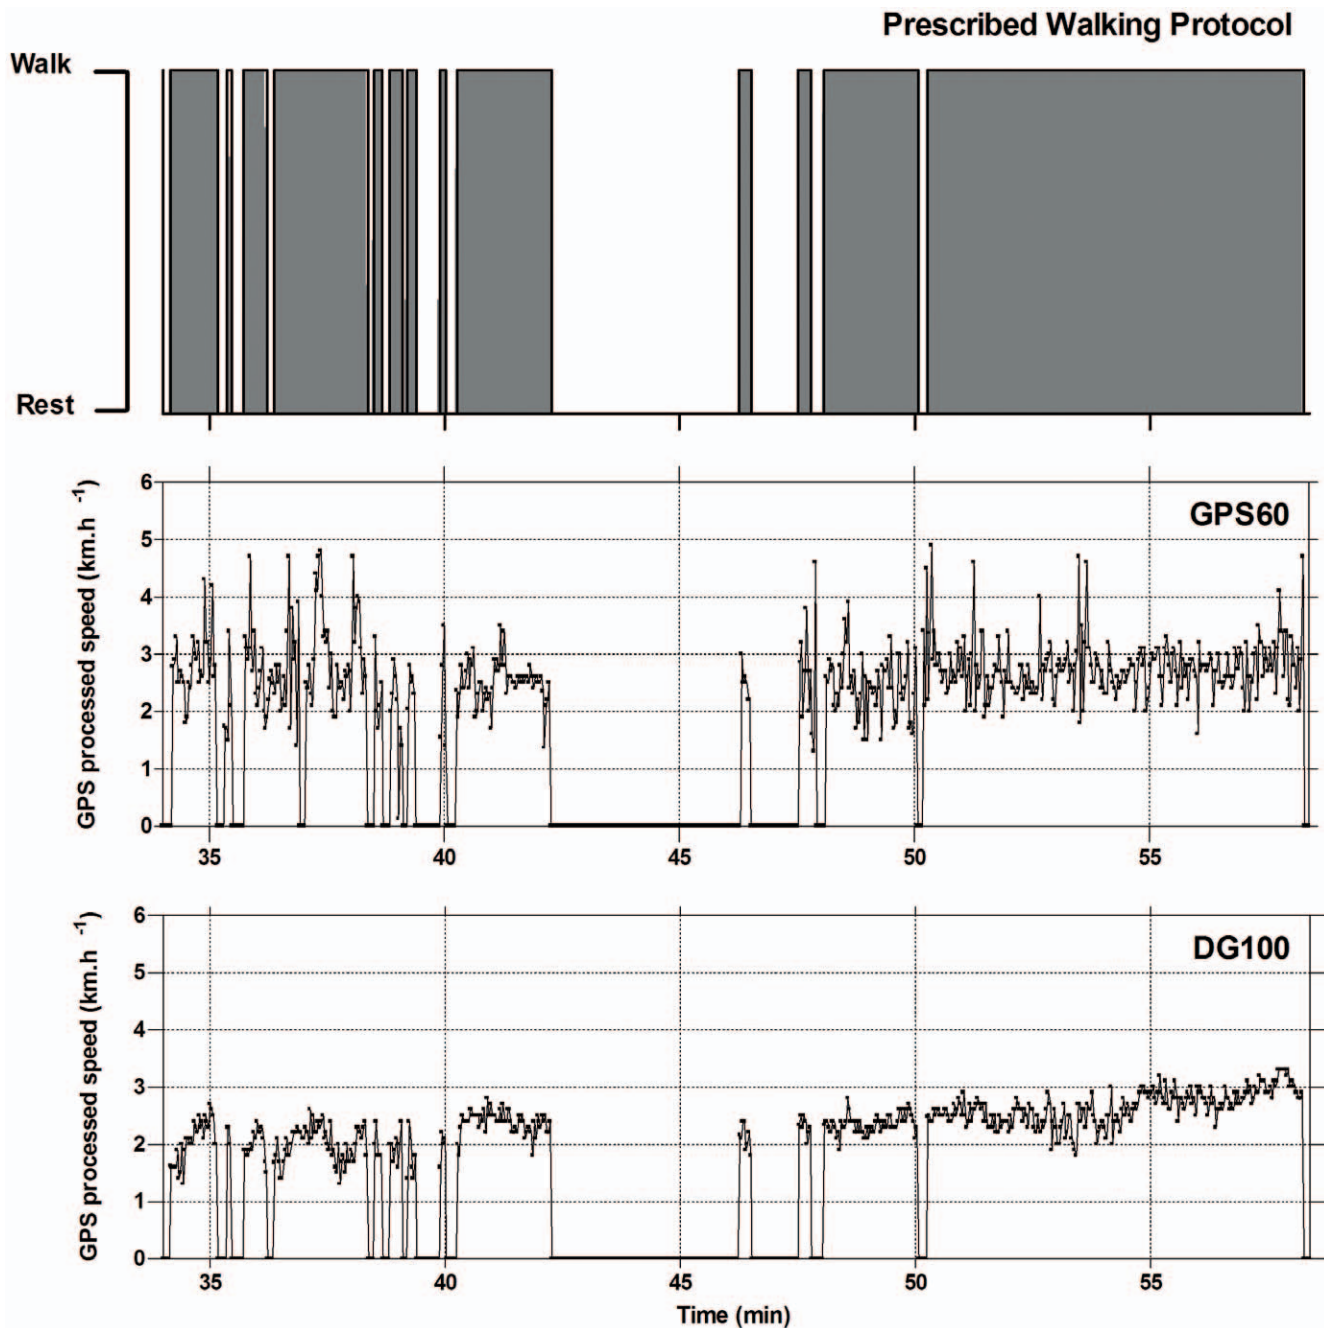 Prescribed Walking Protocol
Walk
Rest
GPS processed speed (km.h -1)
6
5
4
3
2
1
0
GPS60
35 40 45 50 55
GPS processed speed (km.h -1)
6
5
4
3
2
1
0
DG100
35 40 45 50 55
Time (min)